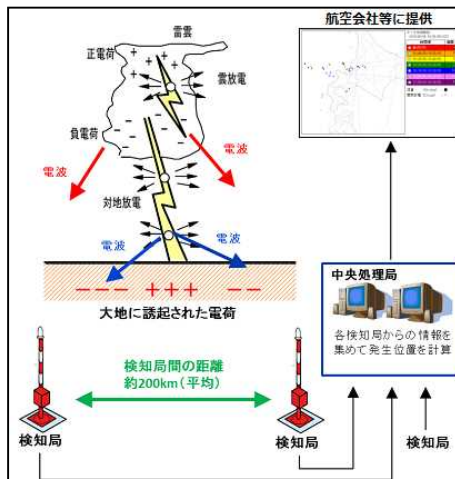 航空会社等に提供
雷雲
正電荷
雲放電
負電荷
電波
電波
対地放電
電波
電波
大地に誘起された電荷
中央処理局
各検知局からの情報を
集めて発生位置を計算
検知局間の距離
約200km（平均）
検知局
検知局
検知局